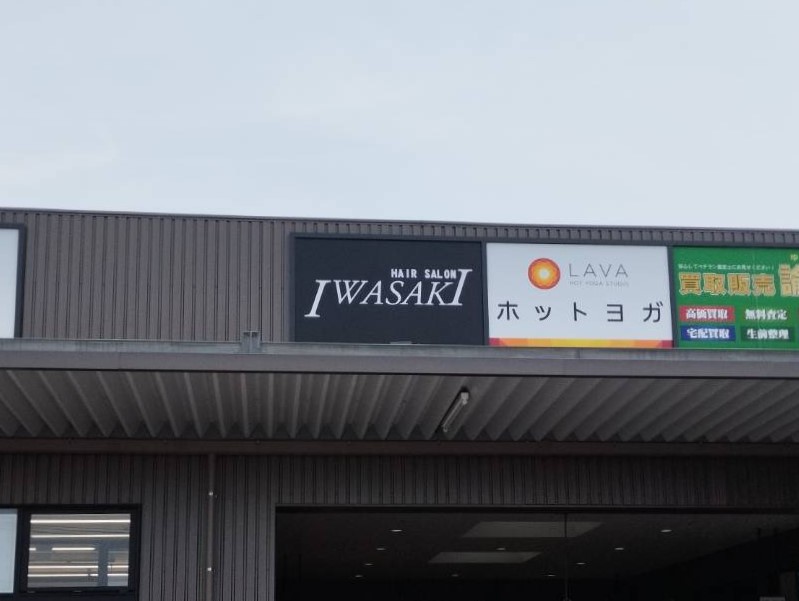 HAIR SALON
IWASAKI
LAVA
HOT YOGA STUDIO
ホットヨガ
買取販売
高価買取 無料査定
宅配買取 生前整理